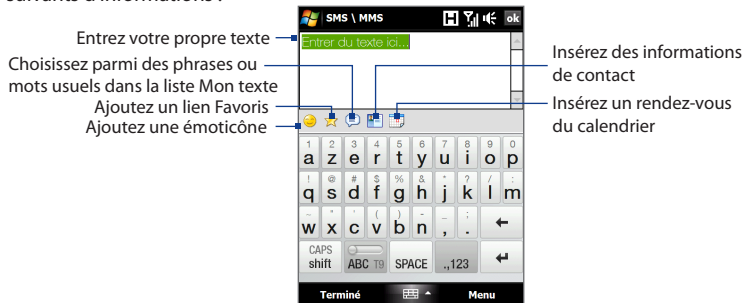 suivants d'informations :
SMS \ MMS
ok
Entrez votre propre texte
Entrer du texte ici...
Choisissez parmi des phrases ou
mots usuels dans la liste Mon texte
Ajoutez un lien Favoris
Ajoutez une émoticône
Insérez des informations
de contact
Insérez un rendez-vous
du calendrier
1 2 3 4 5 6 7 8 9 0
a z e r t y u i o p
! @ # $ % & * ? / :
q s d f g h j k l m
~ " ' ( ) - _ ;
w x c v b n , .
CAPS
shift ABC T9 SPACE .,123
Terminé Menu